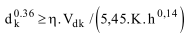 d_k^0.36 ≥ η.V_dk /(5,45.K.h^0,14)